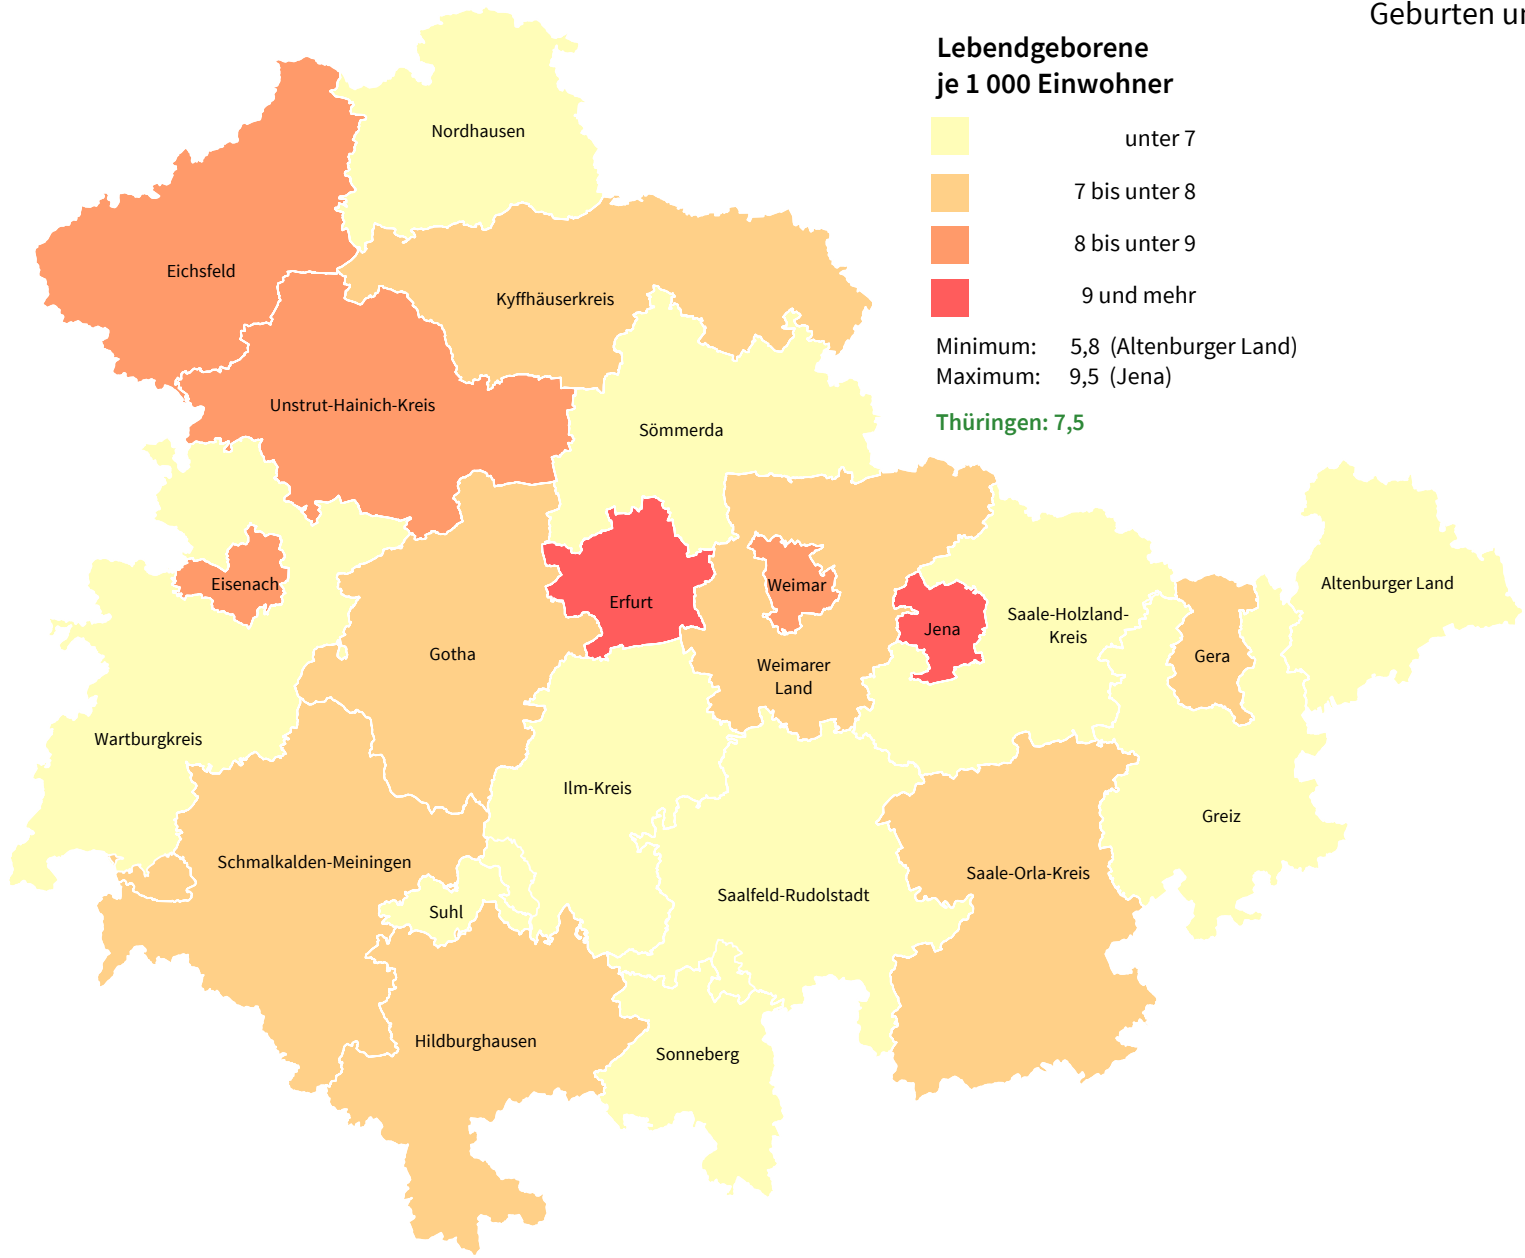 Geburten
Lebendgeborene
je 1 000 Einwohner
unter 7
7 bis unter 8
8 bis unter 9
9 und mehr
Minimum: 5,8 (Altenburger Land)
Maximum: 9,5 (Jena)
Thüringen: 7,5
Nordhausen
Eichsfeld
Kyffhäuserkreis
Unstrut-Hainich-Kreis
Sömmerda
Eisenach
Erfurt
Weimar
Altenburger Land
Saale-Holzland-
Kreis
Jena
Gotha
Gera
Weimarer
Land
Wartburgkreis
Ilm-Kreis
Greiz
Schmalkalden-Meiningen
Saale-Orla-Kreis
Saalfeld-Rudolstadt
Suhl
Hildburghausen
Sonneberg